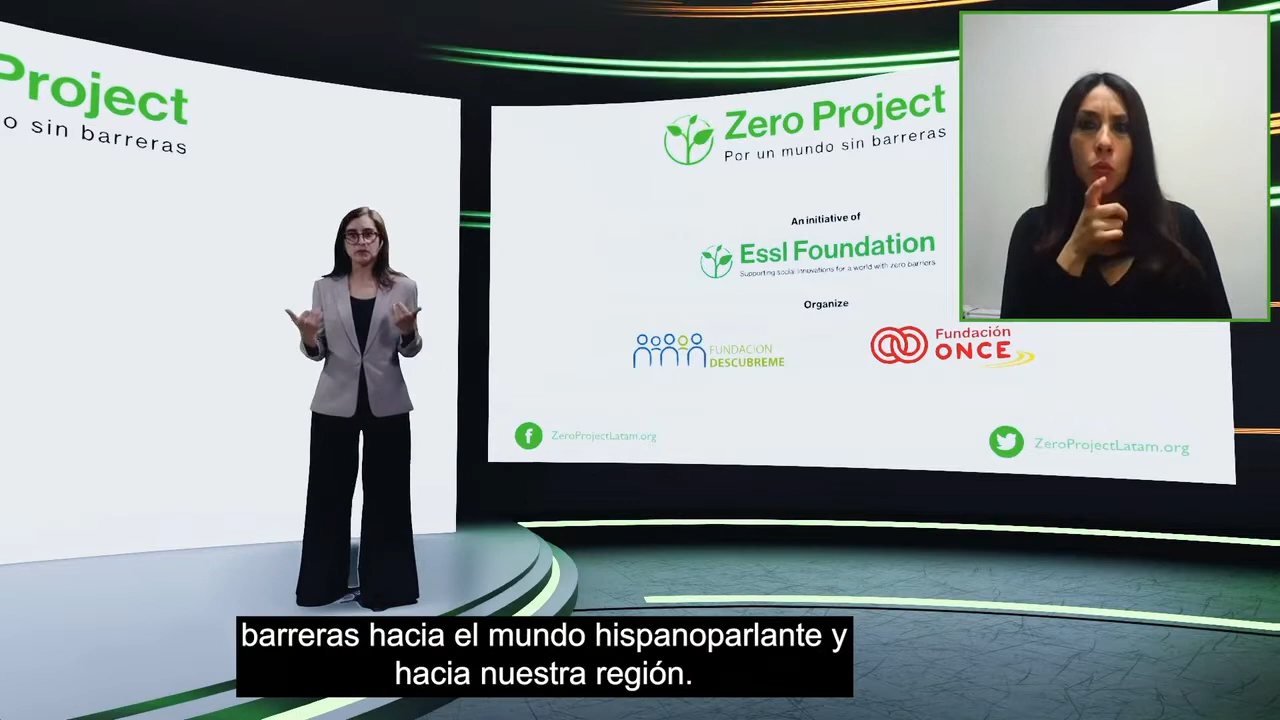 Project
o sin barreras
Zero Project
Por un mundo sin barreras
An initiative of
Essl Foundation
Supporting social innovations for a world with zero barriers
Organize
FUNDACIÓN
DESCUBREME
Fundación
ONCE
ZeroProjectLatam.org
ZeroProjectLatam.org
barreras hacia el mundo hispanoparlante y
hacia nuestra región.